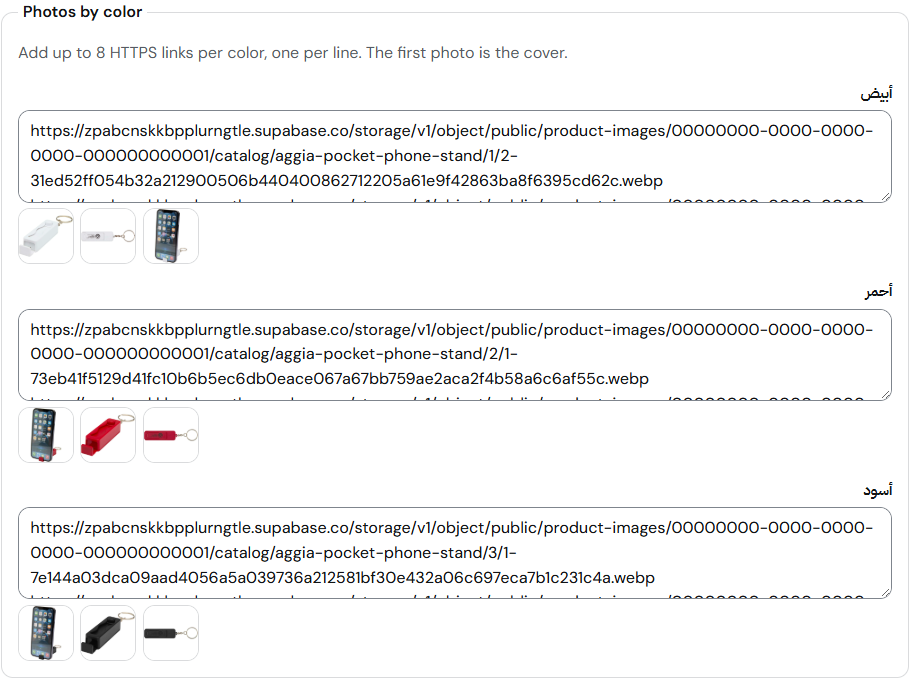 Photos by color
Add up to 8 HTTPS links per color, one per line. The first photo is the cover.
أبيض
https://zpabcnskkbpplurngtle.supabase.co/storage/v1/object/public/product-images/00000000-0000-0000-
0000-000000000001/catalog/aggia-pocket-phone-stand/1/2-
31ed52ff054b32a212900506b440400862712205a61e9f42863ba8f6395cd62c.webp
أحمر
https://zpabcnskkbpplurngtle.supabase.co/storage/v1/object/public/product-images/00000000-0000-0000-
0000-000000000001/catalog/aggia-pocket-phone-stand/2/1-
73eb41f5129d41fc10b6b5ec6db0eace067a67bb759ae2aca2f4b58a6c6af55c.webp
أسود
https://zpabcnskkbpplurngtle.supabase.co/storage/v1/object/public/product-images/00000000-0000-0000-
0000-000000000001/catalog/aggia-pocket-phone-stand/3/1-
7e144a03dca09aad4056a5a039736a212581bf30e432a06c697eca7b1c231c4a.webp